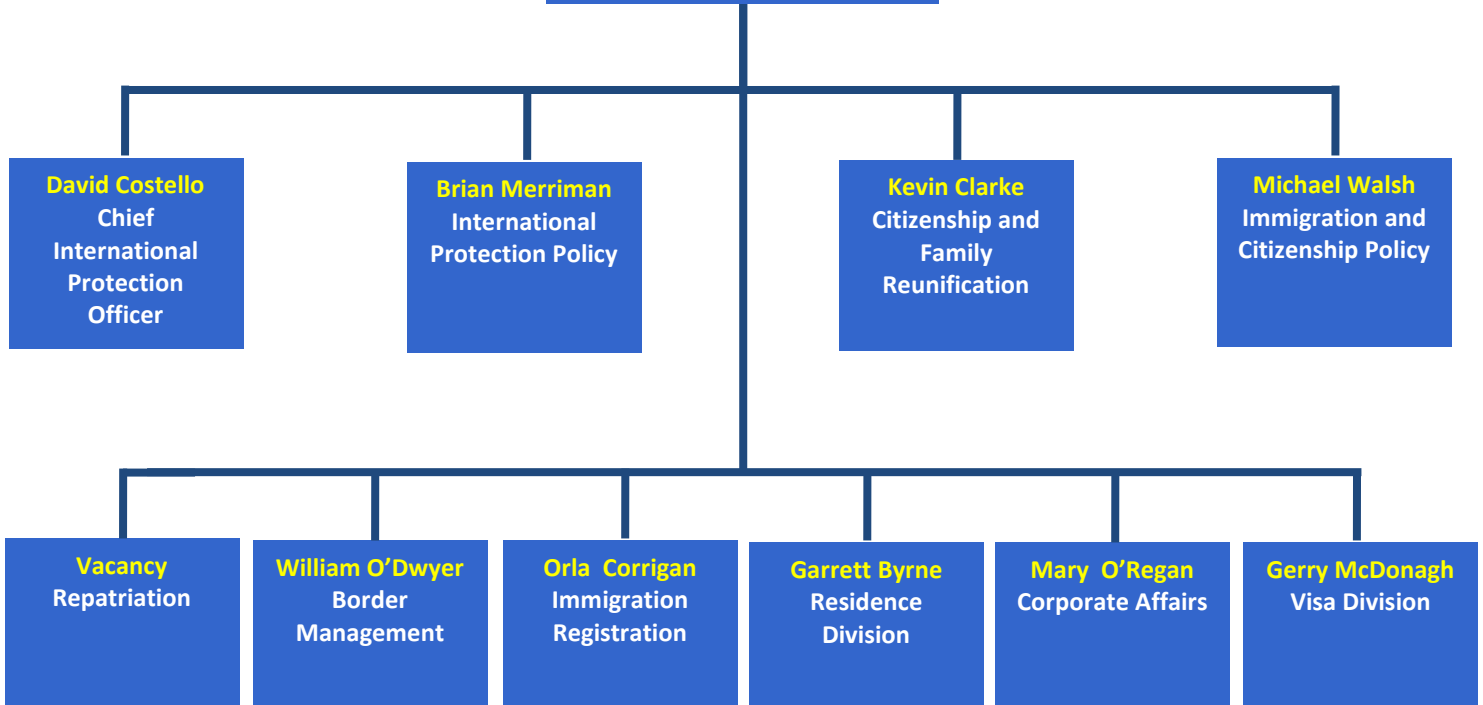 David Costello
Chief
International
Protection
Officer
Brian Merriman
International
Protection Policy
Kevin Clarke
Citizenship and
Family
Reunification
Michael Walsh
Immigration and
Citizenship Policy
Vacancy
Repatriation
William O’Dwyer
Border
Management
Orla  Corrigan
Immigration
Registration
Garrett Byrne
Residence
Division
Mary  O’Regan
Corporate Affairs
Gerry McDonagh
Visa Division